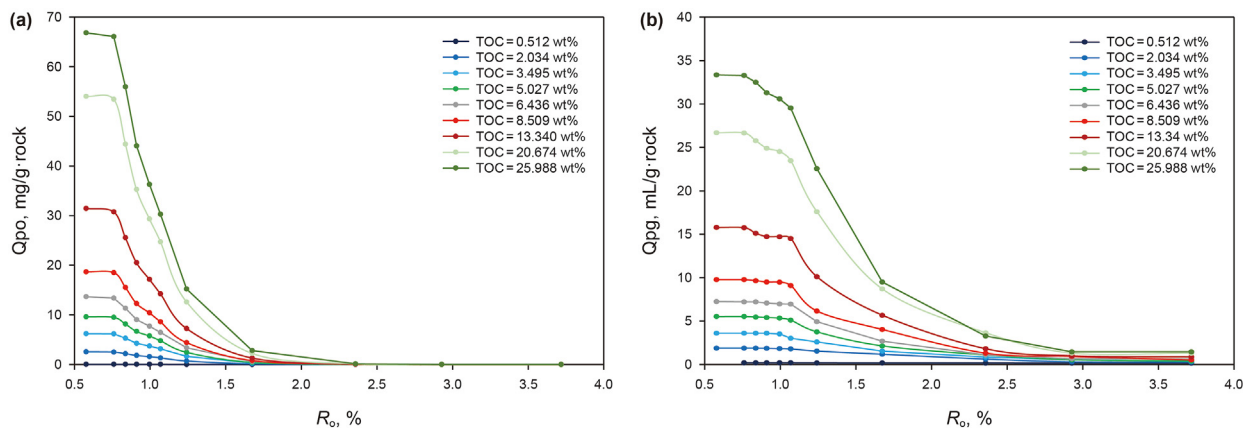 (a)
70
60
50
40
30
20
10
0
Qpo, mg/g·rock
TOC = 0.512 wt%
TOC = 2.034 wt%
TOC = 3.495 wt%
TOC = 5.027 wt%
TOC = 6.436 wt%
TOC = 8.509 wt%
TOC = 13.340 wt%
TOC = 20.674 wt%
TOC = 25.988 wt%
0.5 1.0 1.5 2.0 2.5 3.0 3.5 4.0
Ro, %
(b)
40
35
30
25
20
15
10
5
0
Qpg, mL/g·rock
TOC = 0.512 wt%
TOC = 2.034 wt%
TOC = 3.495 wt%
TOC = 5.027 wt%
TOC = 6.436 wt%
TOC = 8.509 wt%
TOC = 13.34 wt%
TOC = 20.674 wt%
TOC = 25.988 wt%
0.5 1.0 1.5 2.0 2.5 3.0 3.5 4.0
Ro, %